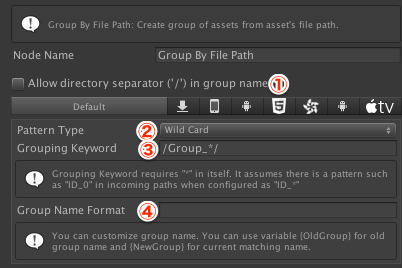 Group By File Path: Create group of assets from asset's file path.
Node Name Group By File Path
Allow directory separator ('/') in group name 1
Default tv
Pattern Type 2 Wild Card
Grouping Keyword 3 /Group_*/
Grouping Keyword requires "*" in itself. It assumes there is a pattern such
as "ID_0" in incoming paths when configured as "ID_*"
Group Name Format 4
You can customize group name. You can use variable {OldGroup} for old
group name and {NewGroup} for current matching name.